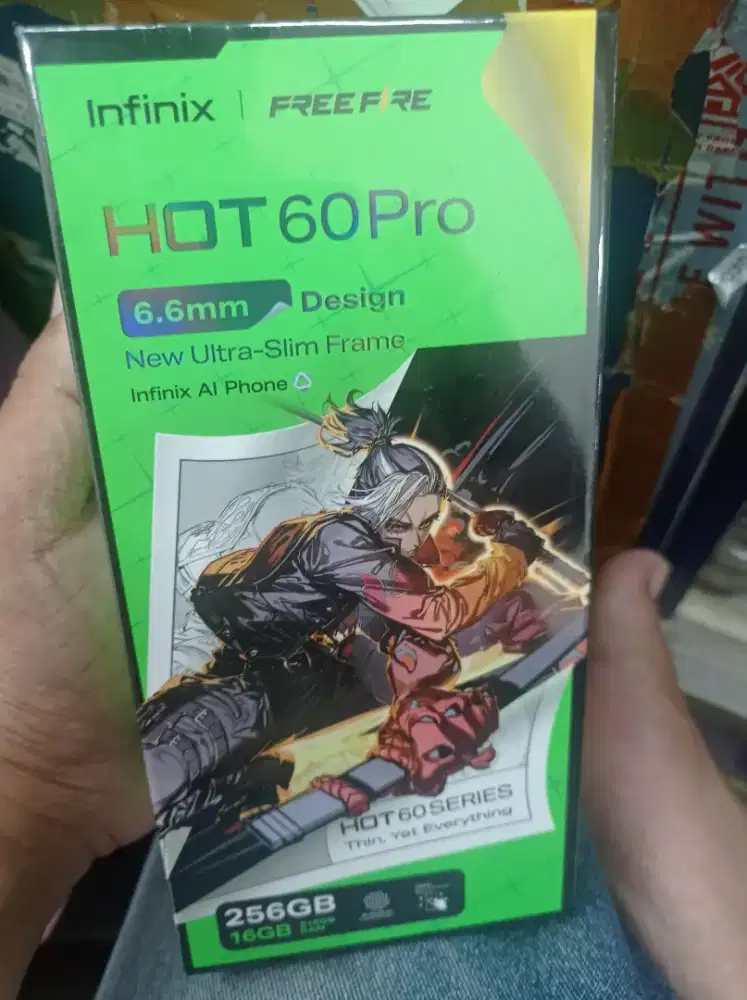 Infinix | FREE FIRE
HOT 60 Pro
6.6mm Design
New Ultra-Slim Frame
Infinix AI Phone
HOT 60 SERIES
Thin, Yet Everything
256GB
16GB